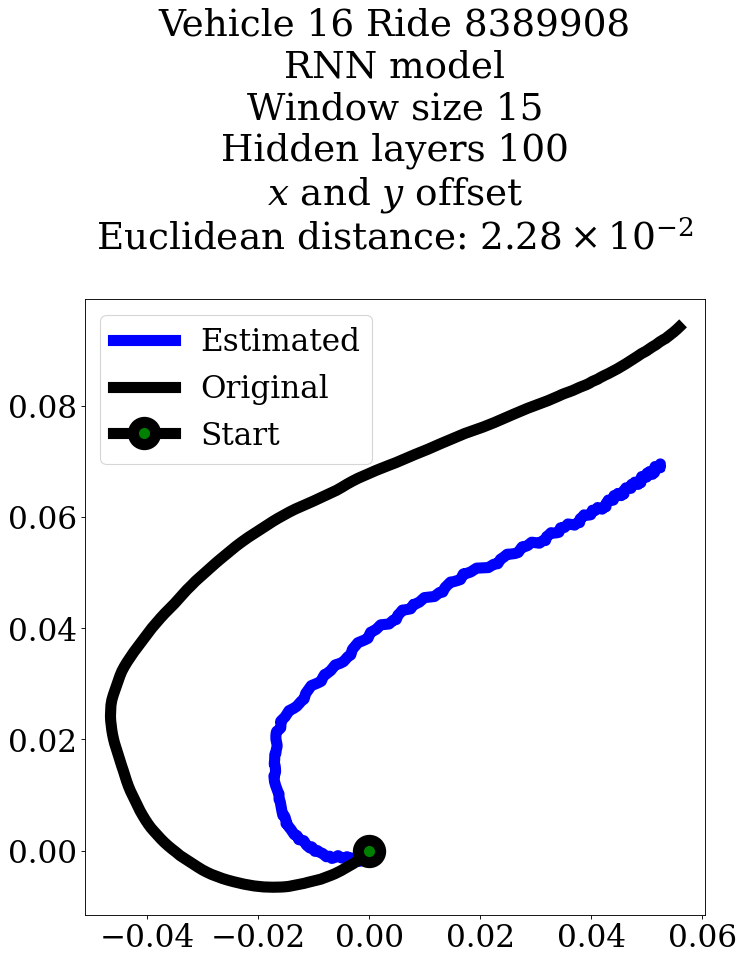 Vehicle 16 Ride 8389908
RNN model
Window size 15
Hidden layers 100
x and y offset
Euclidean distance: 2.28 × 10⁻²
Estimated
Original
Start
0.08
0.06
0.04
0.02
0.00
−0.04 −0.02 0.00 0.02 0.04 0.06